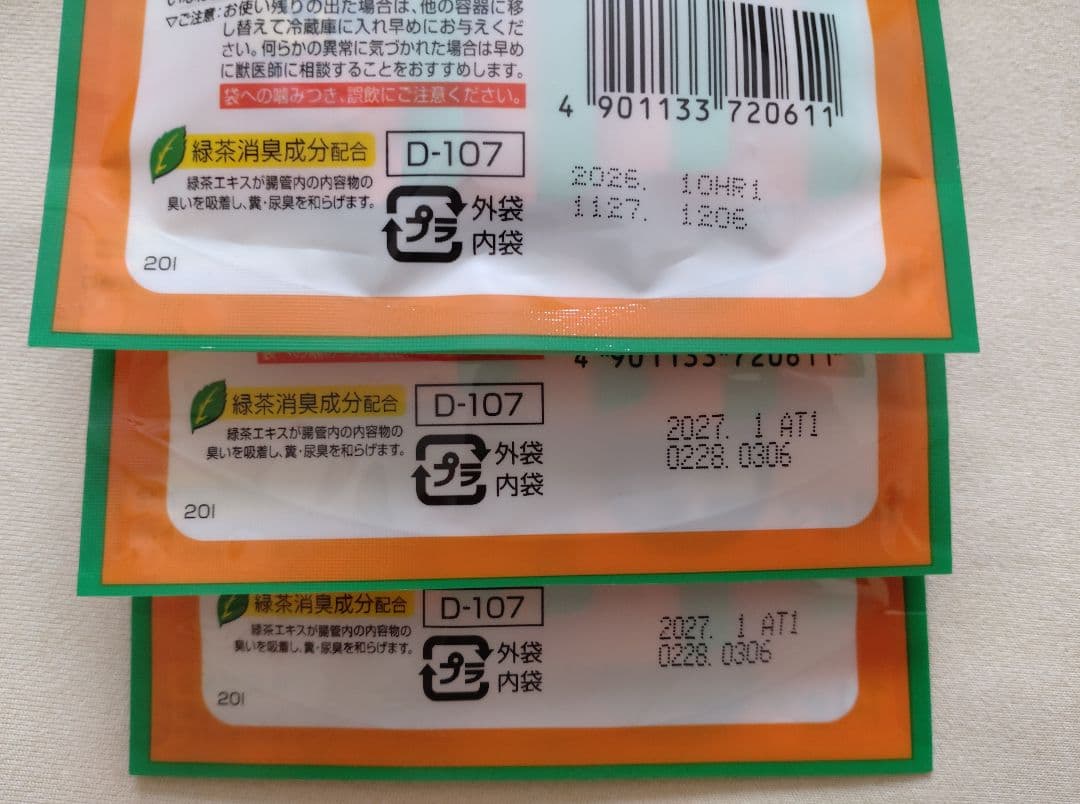 ▽ご注意:お使い残りの出た場合は、他の容器に移
し替えて冷蔵庫に入れ早めにお与えくだ
さい。何らかの異常に気づかれた場合は早め
に獣医師に相談することをおすすめします。
袋への噛みつき、誤飲にご注意ください。
4 901133 720611
緑茶消臭成分配合
D-107
緑茶エキスが腸管内の内容物の
臭いを吸着し、糞・尿臭を和らげます。
プラ
外袋
内袋
2026. 10HR1
1127. 1206
201
4 901133 720611
緑茶消臭成分配合
D-107
緑茶エキスが腸管内の内容物の
臭いを吸着し、糞・尿臭を和らげます。
プラ
外袋
内袋
2027. 1 AT1
0228. 0306
201
緑茶消臭成分配合
D-107
緑茶エキスが腸管内の内容物の
臭いを吸着し、糞・尿臭を和らげます。
プラ
外袋
内袋
2027. 1 AT1
0228. 0306
201